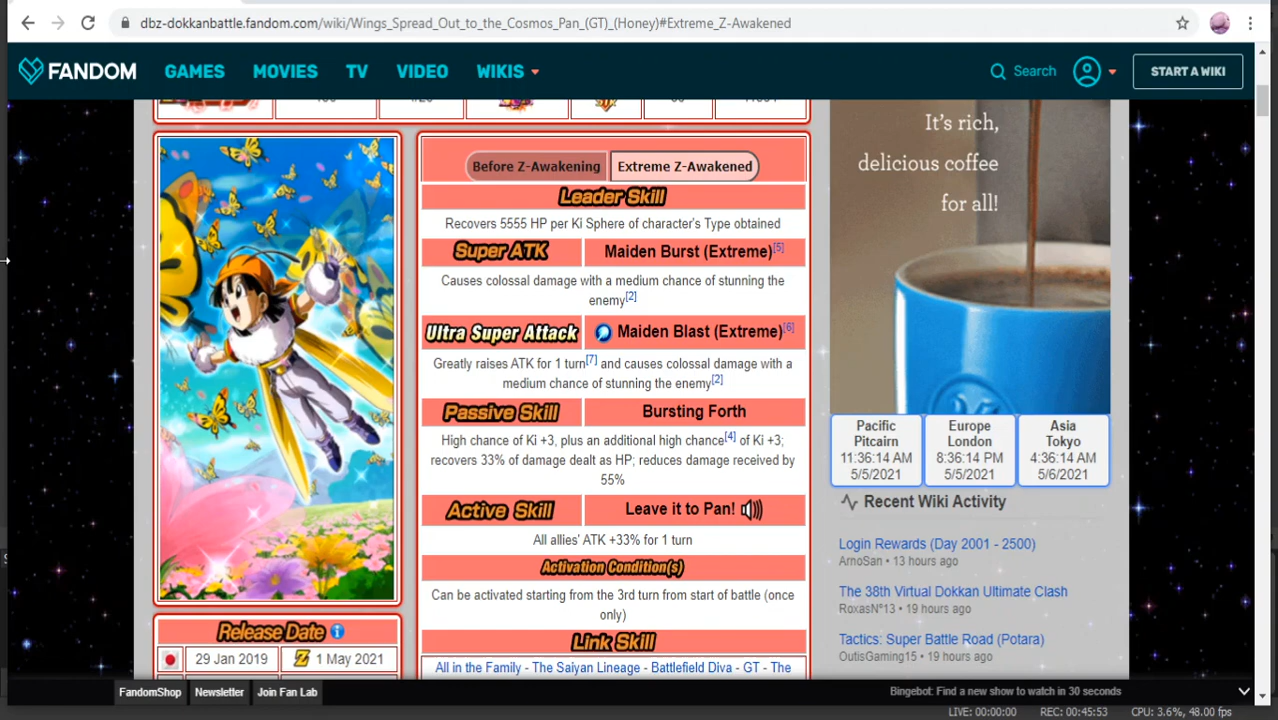 dbz-dokkanbattle.fandom.com/wiki/Wings_Spread_Out_to_the_Cosmos_Pan_(GT)_(Honey)#Extreme_Z-Awakened
FANDOM GAMES MOVIES TV VIDEO WIKIS Search START A WIKI
It's rich,
delicious coffee
for all!
Before Z-Awakening Extreme Z-Awakened
Leader Skill
Recovers 5555 HP per Ki Sphere of character's Type obtained
Super ATK Maiden Burst (Extreme)[5]
Causes colossal damage with a medium chance of stunning the
enemy[2]
Ultra Super Attack Maiden Blast (Extreme)[6]
Greatly raises ATK for 1 turn[7] and causes colossal damage with a
medium chance of stunning the enemy[2]
Passive Skill Bursting Forth
High chance of Ki +3, plus an additional high chance[4] of Ki +3;
recovers 33% of damage dealt as HP; reduces damage received by
55%
Active Skill Leave it to Pan!
All allies' ATK +33% for 1 turn
Activation Condition(s)
Can be activated starting from the 3rd turn from start of battle (once
only)
Link Skill
All in the Family - The Saiyan Lineage - Battlefield Diva - GT - The
Release Date
29 Jan 2019 Z 1 May 2021
Pacific
Pitcairn
11:36:14 AM
5/5/2021
Europe
London
8:36:14 PM
5/5/2021
Asia
Tokyo
4:36:14 AM
5/6/2021
Recent Wiki Activity
Login Rewards (Day 2001 - 2500)
ArnoSan • 13 hours ago
The 38th Virtual Dokkan Ultimate Clash
RoxasN°13 • 19 hours ago
Tactics: Super Battle Road (Potara)
OutisGaming15 • 19 hours ago
FandomShop Newsletter Join Fan Lab Bingebot: Find a new show to watch in 30 seconds
LIVE: 00:00:00 REC: 00:45:53 CPU: 3.6%, 48.00 fps